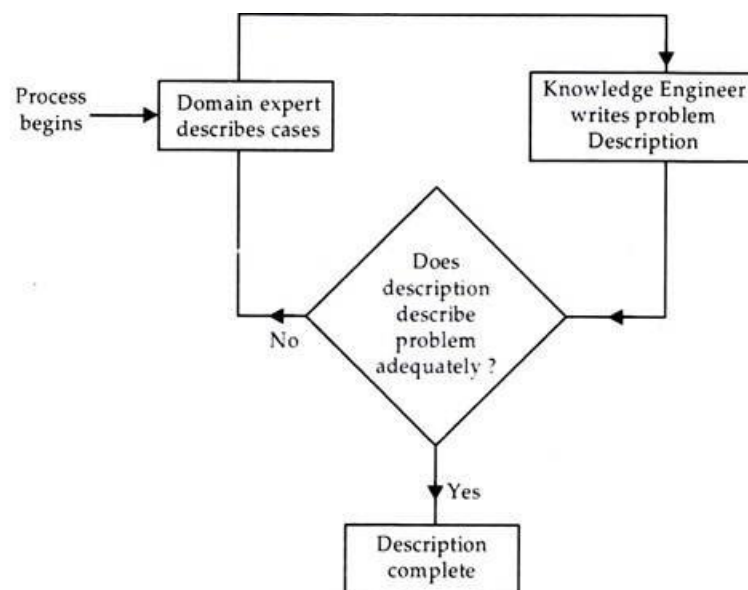 Process
begins
Domain expert
describes cases
Knowledge Engineer
writes problem
Description
Does
description
describe
problem
adequately ?
No
Yes
Description
complete